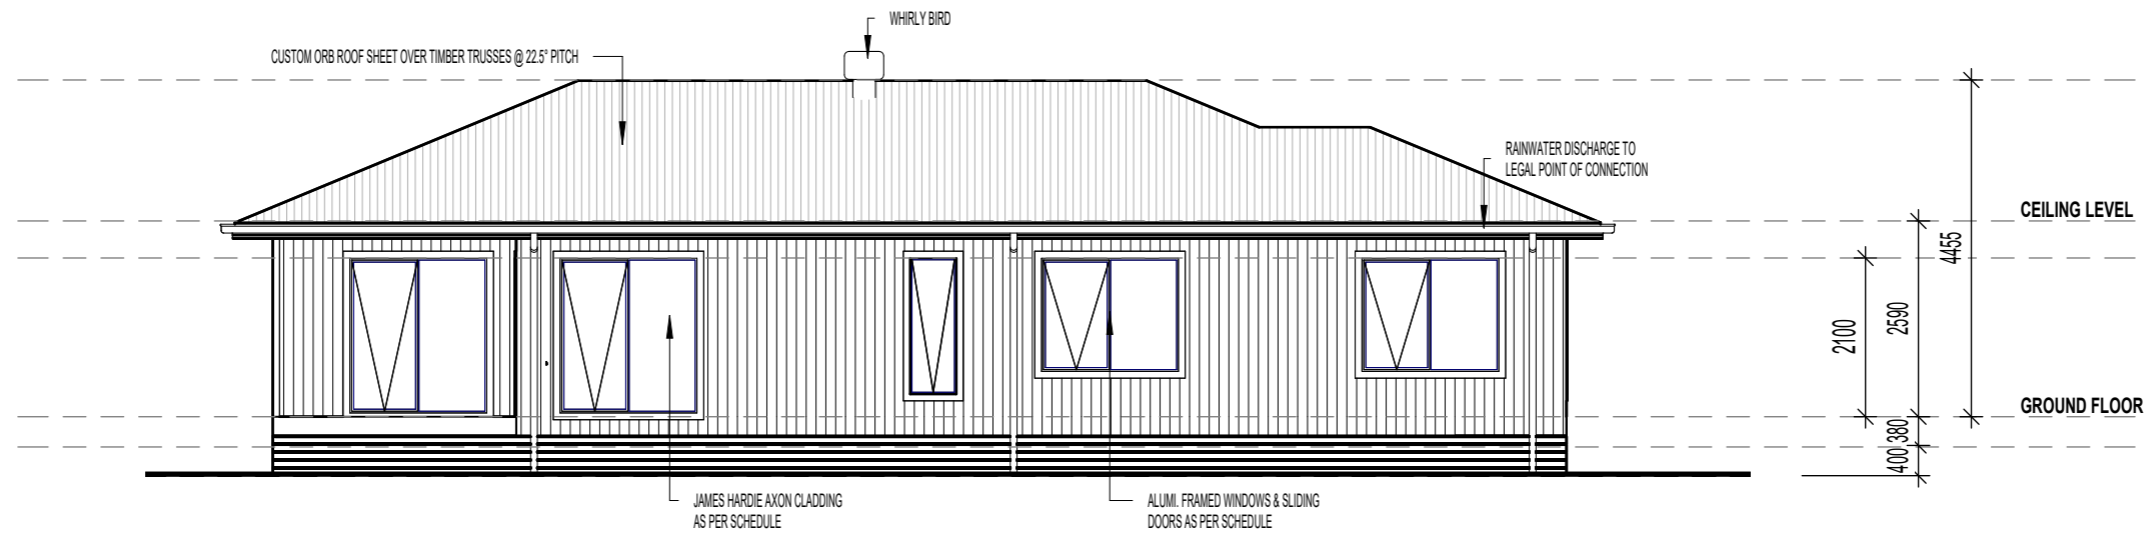 WHIRLY BIRD
CUSTOM ORB ROOF SHEET OVER TIMBER TRUSSES @ 22.5° PITCH
RAINWATER DISCHARGE TO
LEGAL POINT OF CONNECTION
CEILING LEVEL
4455
2590
2100
GROUND FLOOR
380
400
JAMES HARDIE AXON CLADDING
AS PER SCHEDULE
ALUMI. FRAMED WINDOWS & SLIDING
DOORS AS PER SCHEDULE